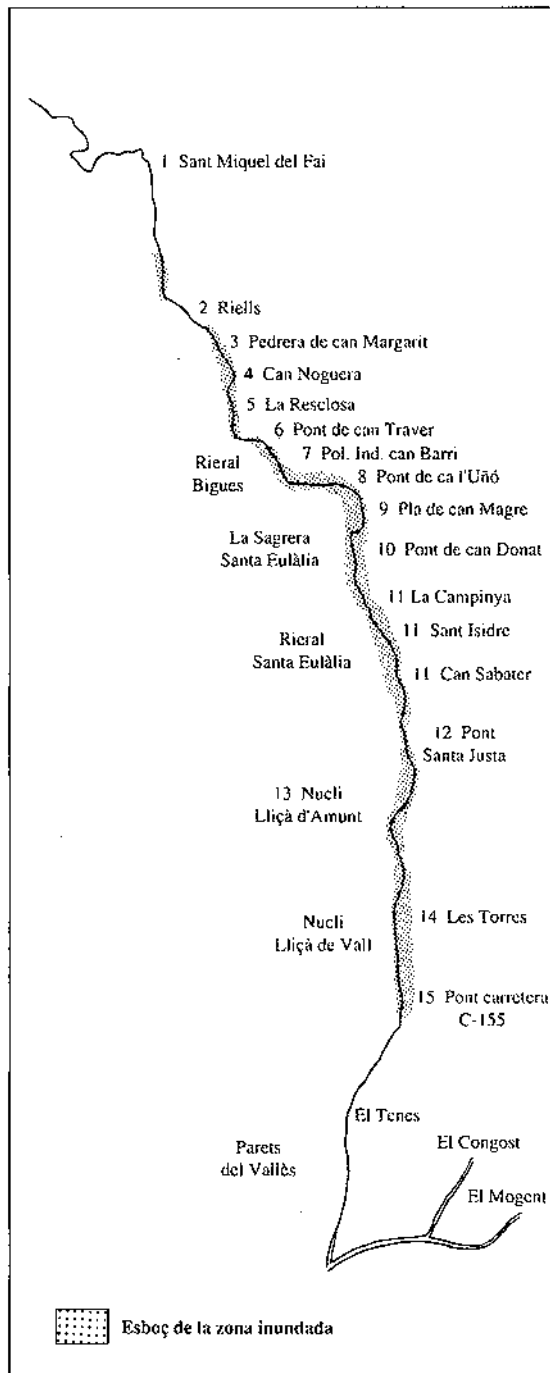 1 Sant Miquel del Fai
2 Riells
3 Pedrera de can Margarit
4 Can Noguera
5 La Resclosa
6 Pont de can Traver
7 Pol. Ind. can Barri
Rieral
Bigues
8 Pont de ca l'Uñó
9 Pla de can Magre
La Sagrera
Santa Eulàlia
10 Pont de can Donat
11 La Campinya
11 Sant Isidre
Rieral
Santa Eulàlia
11 Can Sabater
12 Pont
Santa Justa
13 Nucli
Lliçà d'Amunt
14 Les Torres
Nucli
Lliçà de Vall
15 Pont carretera
C-155
El Tenes
Parets
del Vallès
El Congost
El Mogent
Esboç de la zona inundada